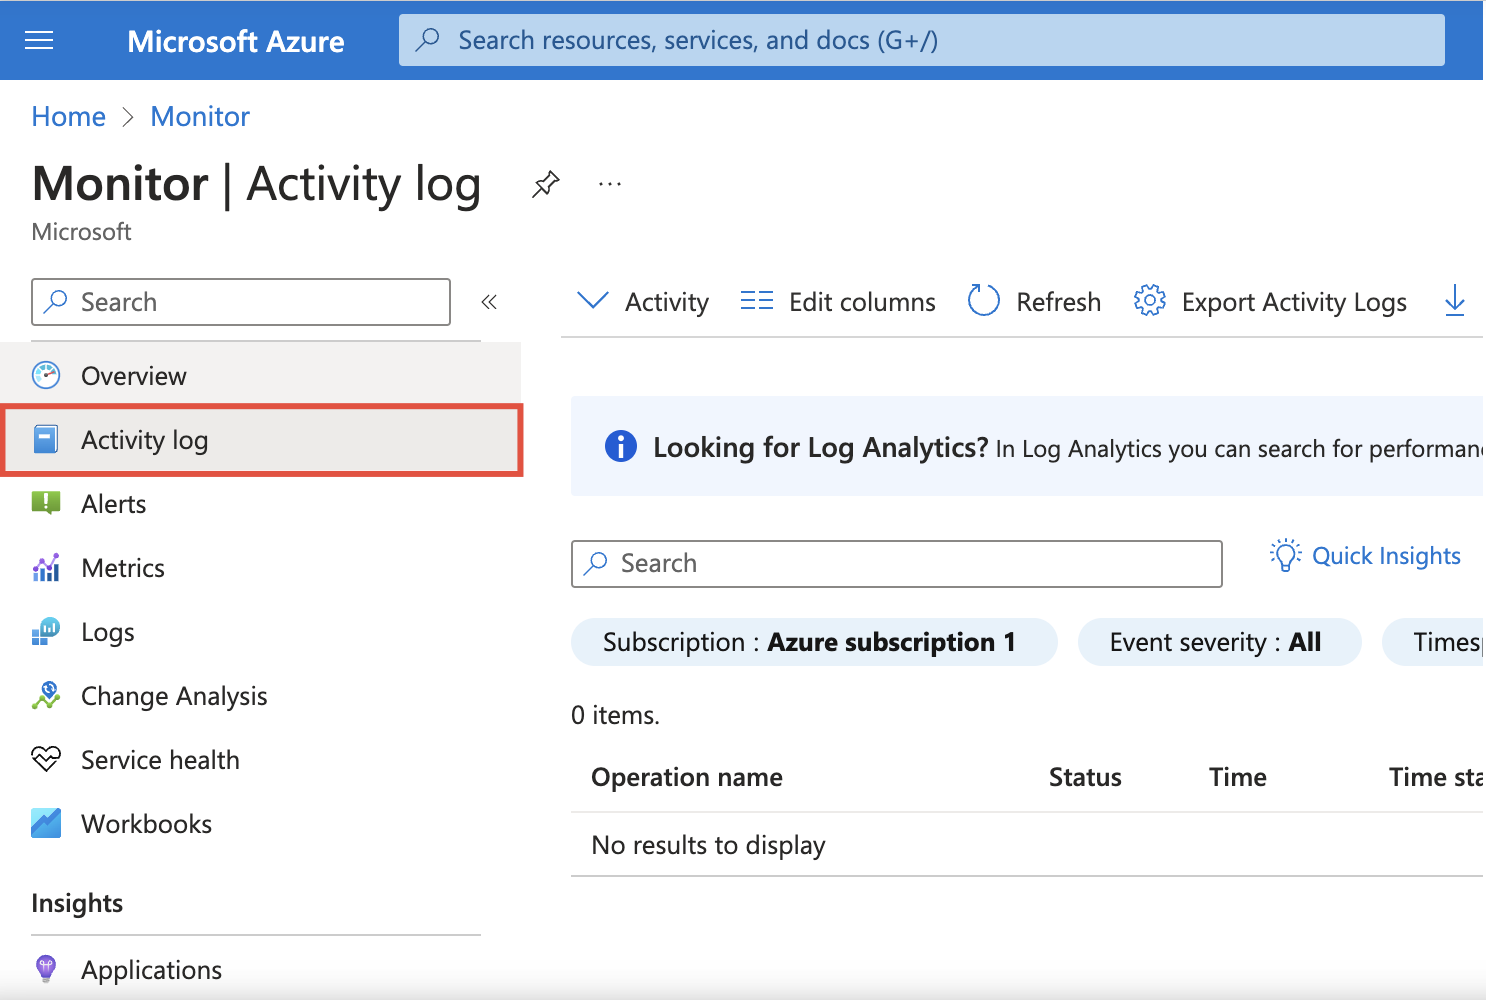 Microsoft Azure
Search resources, services, and docs (G+/)
Home > Monitor
Monitor | Activity log
...
Microsoft
Search
«
Activity
Edit columns
Refresh
Export Activity Logs
Overview
Activity log
Alerts
Metrics
Logs
Change Analysis
Service health
Workbooks
Insights
Applications
Looking for Log Analytics? In Log Analytics you can search for performan
Search
Quick Insights
Subscription : Azure subscription 1
Event severity : All
Times
0 items.
Operation name
Status
Time
Time sta
No results to display